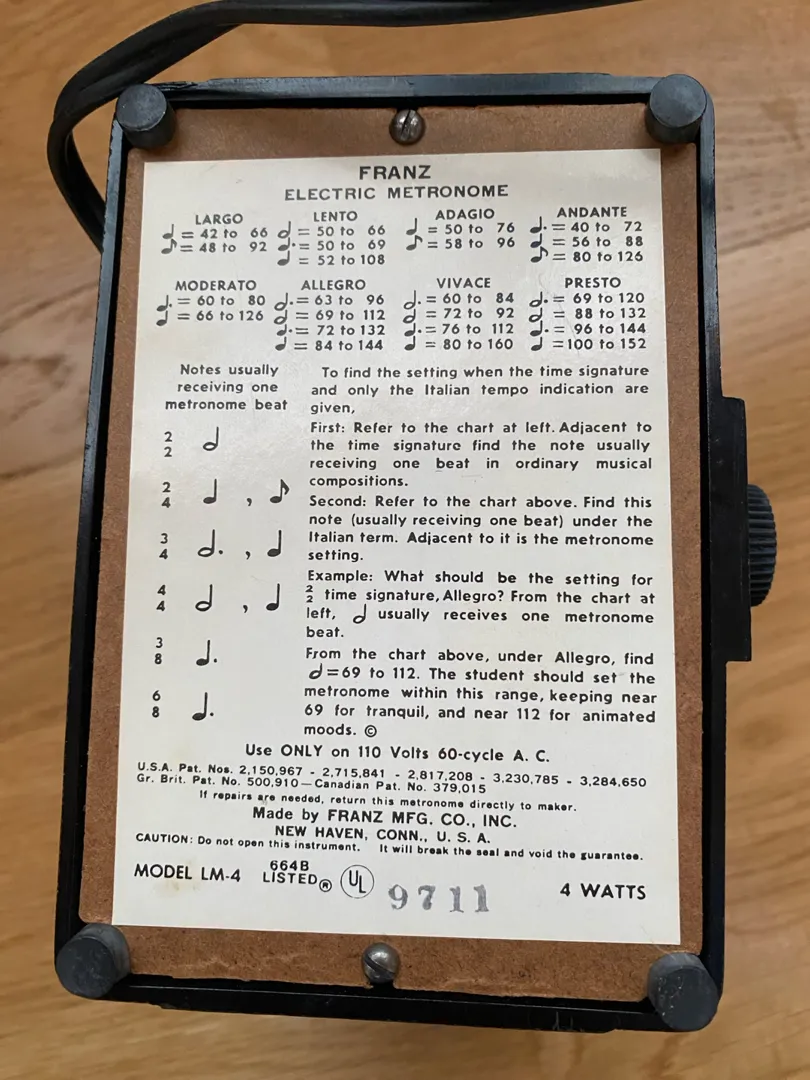 FRANZ
ELECTRIC METRONOME
LARGO LENTO ADAGIO ANDANTE
𝅘𝅥 = 42 to 66 𝅗𝅥 = 50 to 66 𝅘𝅥 = 50 to 76 𝅘𝅥. = 40 to 72
♪ = 48 to 92 𝅘𝅥. = 50 to 69 ♪ = 58 to 96 𝅘𝅥 = 56 to 88
𝅘𝅥 = 52 to 108 ♪ = 80 to 126
MODERATO ALLEGRO VIVACE PRESTO
𝅘𝅥. = 60 to 80 𝅗𝅥. = 63 to 96 𝅗𝅥. = 60 to 84 𝅗𝅥. = 69 to 120
𝅘𝅥 = 66 to 126 𝅗𝅥 = 69 to 112 𝅗𝅥 = 72 to 92 𝅗𝅥 = 88 to 132
𝅘𝅥. = 72 to 132 𝅘𝅥. = 76 to 112 𝅘𝅥. = 96 to 144
𝅘𝅥 = 84 to 144 𝅘𝅥 = 80 to 160 𝅘𝅥 = 100 to 152
Notes usually
receiving one
metronome beat
2/2 𝅗𝅥
2/4 𝅘𝅥 , ♪
3/4 𝅗𝅥. , 𝅘𝅥
4/4 𝅗𝅥 , 𝅘𝅥
3/8 𝅘𝅥.
6/8 𝅘𝅥.
To find the setting when the time signature
and only the Italian tempo indication are
given,
First: Refer to the chart at left. Adjacent to
the time signature find the note usually
receiving one beat in ordinary musical
compositions.
Second: Refer to the chart above. Find this
note (usually receiving one beat) under the
Italian term. Adjacent to it is the metronome
setting.
Example: What should be the setting for
2/2 time signature, Allegro? From the chart at
left, 𝅗𝅥 usually receives one metronome
beat.
From the chart above, under Allegro, find
𝅗𝅥 = 69 to 112. The student should set the
metronome within this range, keeping near
69 for tranquil, and near 112 for animated
moods. ©
Use ONLY on 110 Volts 60-cycle A. C.
U.S.A. Pat. Nos. 2,150,967 - 2,715,841 - 2,817,208 - 3,230,785 - 3,284,650
Gr. Brit. Pat. No. 500,910 — Canadian Pat. No. 379,015
If repairs are needed, return this metronome directly to maker.
Made by FRANZ MFG. CO., INC.
NEW HAVEN, CONN., U. S. A.
CAUTION: Do not open this instrument. It will break the seal and void the guarantee.
MODEL LM-4 664B LISTED ® UL 9711 4 WATTS